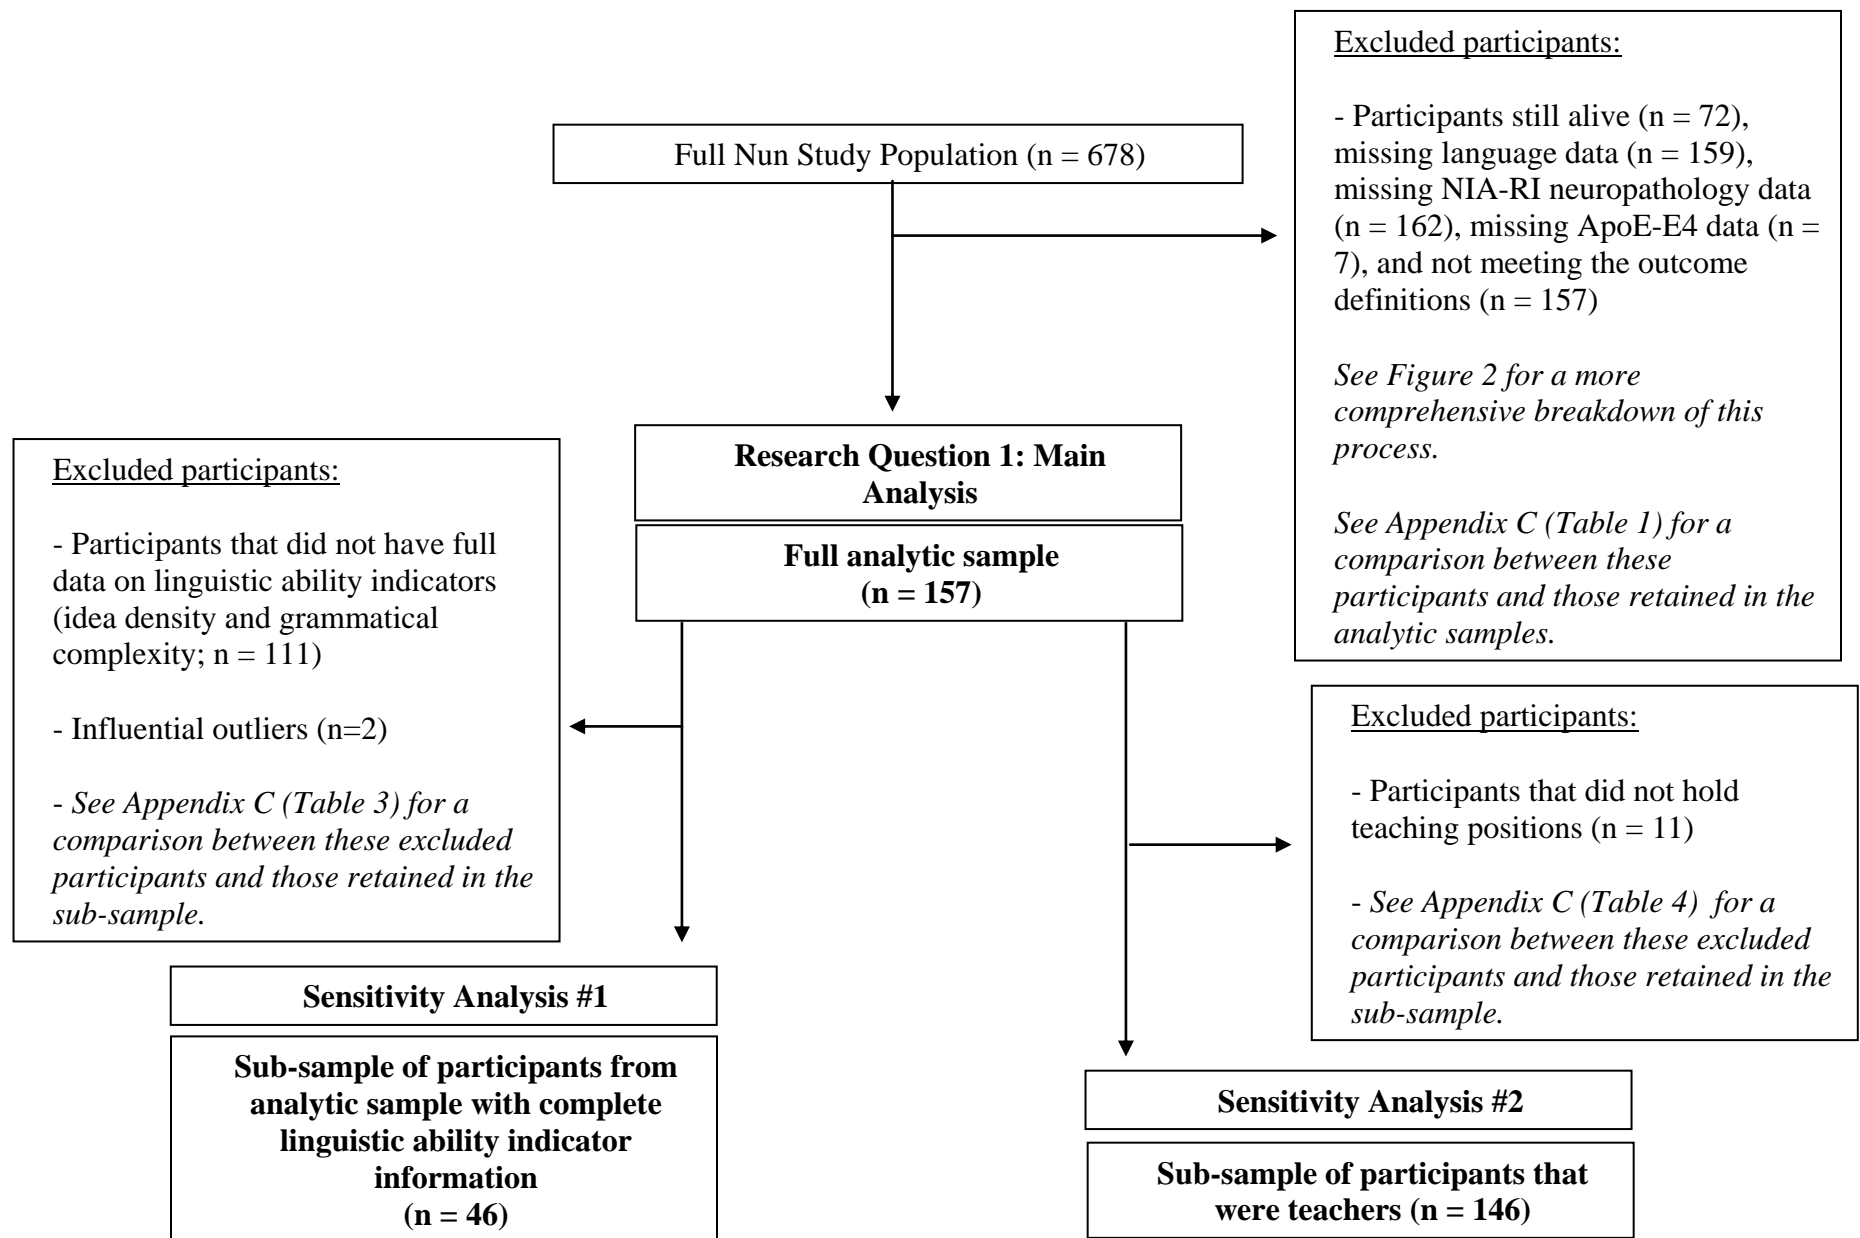 Full Nun Study Population (n = 678)
Excluded participants:
- Participants still alive (n = 72),
missing language data (n = 159),
missing NIA-RI neuropathology data
(n = 162), missing ApoE-E4 data (n =
7), and not meeting the outcome
definitions (n = 157)
See Figure 2 for a more
comprehensive breakdown of this
process.
See Appendix C (Table 1) for a
comparison between these
participants and those retained in the
analytic samples.
Research Question 1: Main
Analysis
Full analytic sample
(n = 157)
Excluded participants:
- Participants that did not have full
data on linguistic ability indicators
(idea density and grammatical
complexity; n = 111)
- Influential outliers (n=2)
- See Appendix C (Table 3) for a
comparison between these excluded
participants and those retained in the
sub-sample.
Excluded participants:
- Participants that did not hold
teaching positions (n = 11)
- See Appendix C (Table 4)  for a
comparison between these excluded
participants and those retained in the
sub-sample.
Sensitivity Analysis #1
Sub-sample of participants from
analytic sample with complete
linguistic ability indicator
information
(n = 46)
Sensitivity Analysis #2
Sub-sample of participants that
were teachers (n = 146)